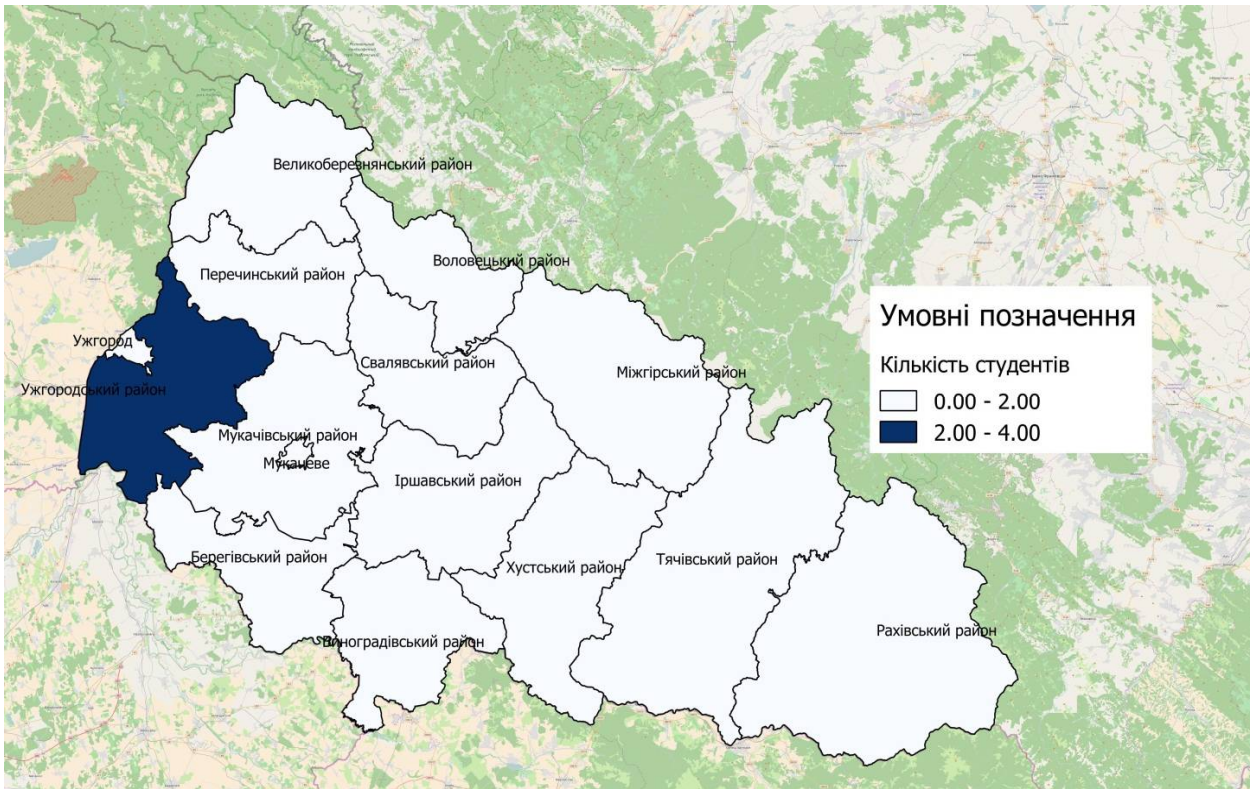 Великоберезнянський район
Воловецький район
Перечинський район
Умовні позначення
Ужгород
Свалявський район
Міжгірський район
Кількість студентів
Ужгородський район
0.00 - 2.00
2.00 - 4.00
Мукачівський район
Мукачеве
Іршавський район
Берегівський район
Хустський район
Тячівський район
Виноградівський район
Рахівський район